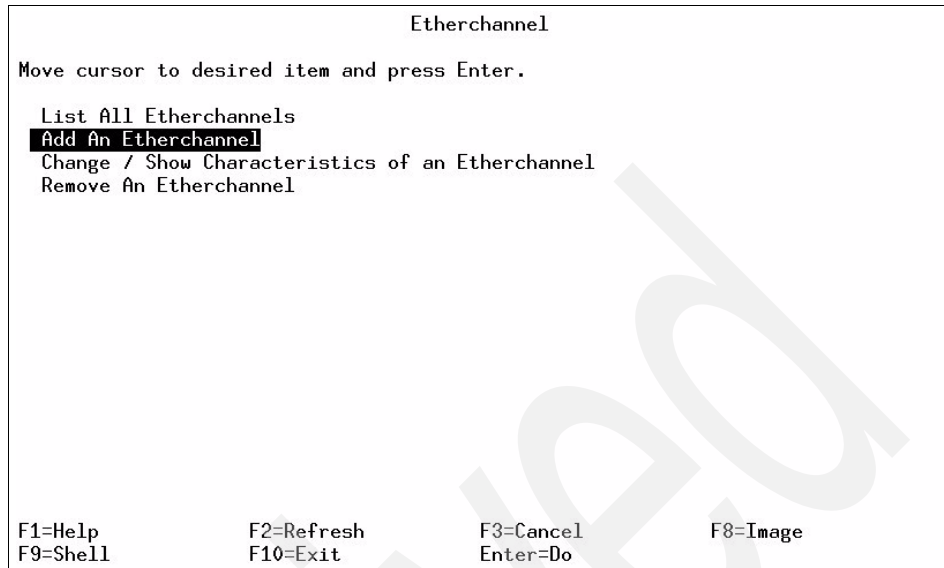 Etherchannel
Move cursor to desired item and press Enter.
List All Etherchannels
Add An Etherchannel
Change / Show Characteristics of an Etherchannel
Remove An Etherchannel
F1=Help F2=Refresh F3=Cancel F8=Image
F9=Shell F10=Exit Enter=Do